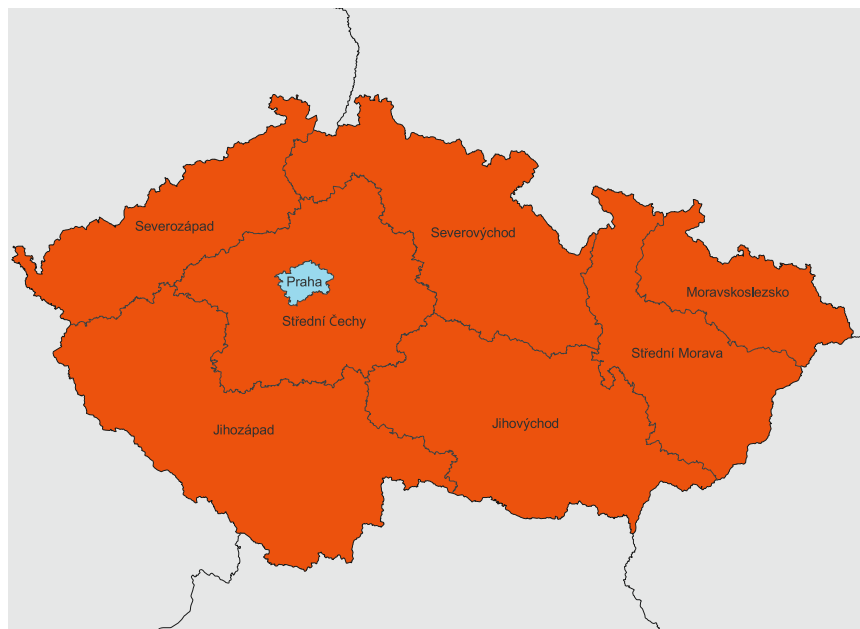 Severozápad
Severovýchod
Praha
Moravskoslezsko
Střední Čechy
Střední Morava
Jihozápad
Jihovýchod